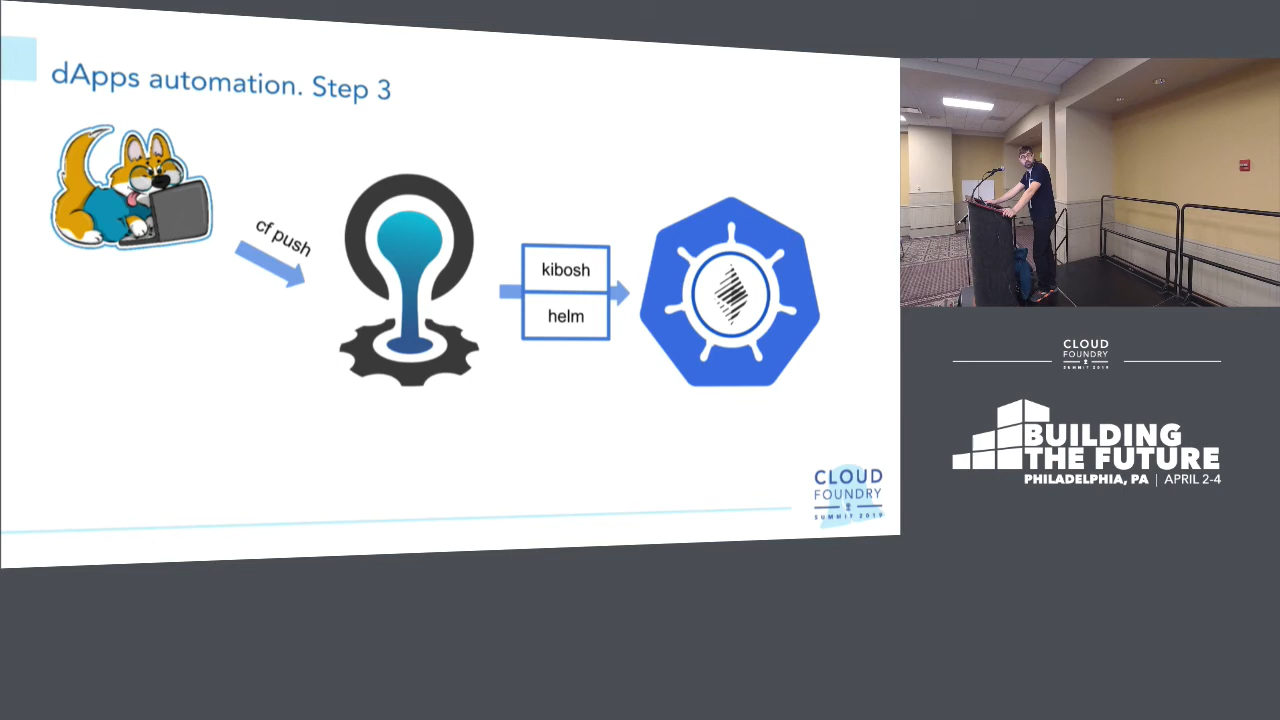 dApps automation. Step 3
cf push
kibosh
helm
CLOUD
FOUNDRY
SUMMIT 2019
CLOUD
FOUNDRY
SUMMIT 2019
BUILDING
THE FUTURE
PHILADELPHIA, PA | APRIL 2-4